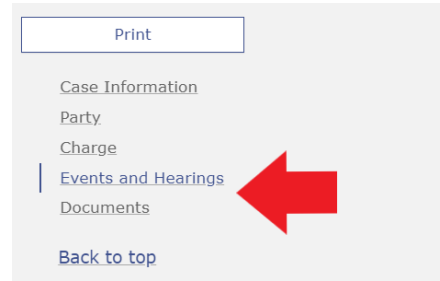 Print
Case Information
Party
Charge
Events and Hearings
Documents
Back to top